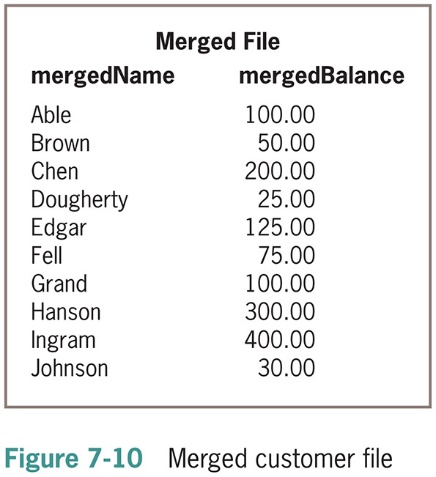 Merged File
mergedName mergedBalance
Able 100.00
Brown 50.00
Chen 200.00
Dougherty 25.00
Edgar 125.00
Fell 75.00
Grand 100.00
Hanson 300.00
Ingram 400.00
Johnson 30.00
Figure 7-10 Merged customer file